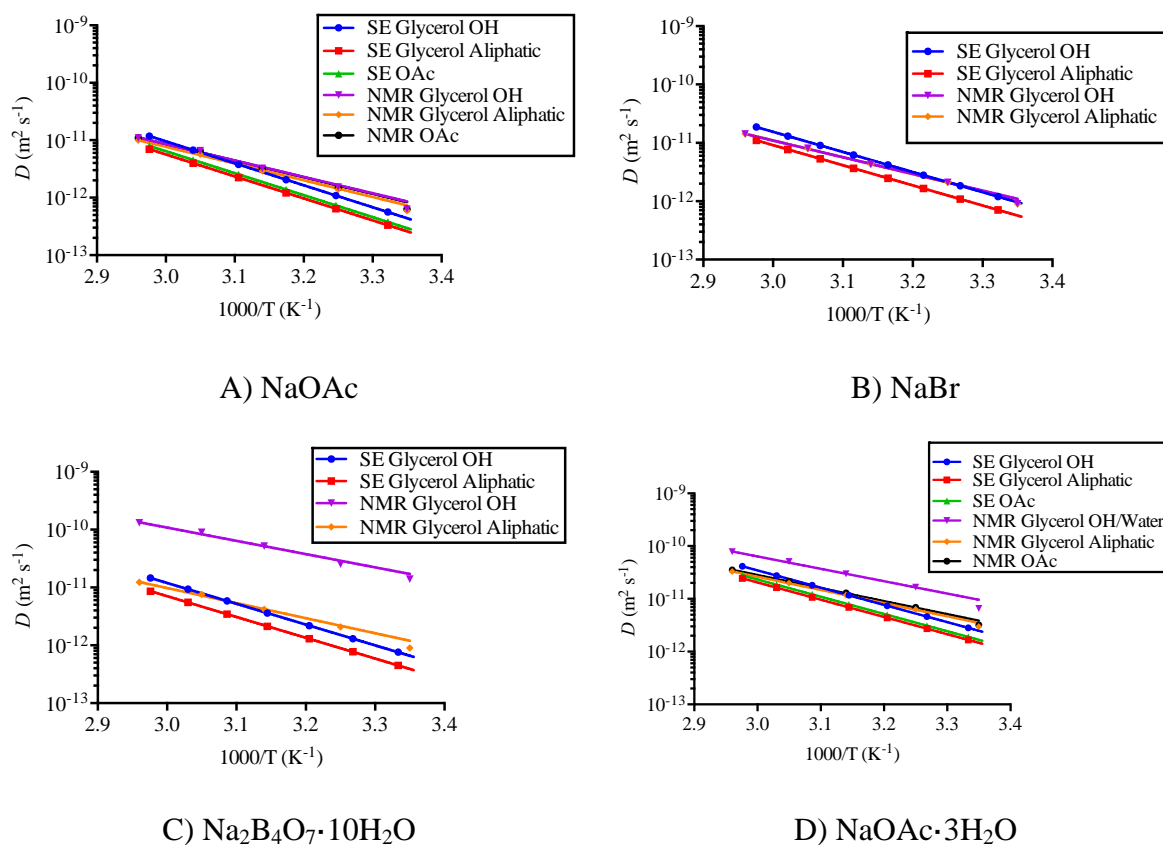 10⁻⁹
10⁻¹⁰
10⁻¹¹
10⁻¹²
10⁻¹³
D (m² s⁻¹)
2.9 3.0 3.1 3.2 3.3 3.4
1000/T (K⁻¹)
SE Glycerol OH
SE Glycerol Aliphatic
SE OAc
NMR Glycerol OH
NMR Glycerol Aliphatic
NMR OAc
A) NaOAc
10⁻⁹
10⁻¹⁰
10⁻¹¹
10⁻¹²
10⁻¹³
D (m² s⁻¹)
2.9 3.0 3.1 3.2 3.3 3.4
1000/T (K⁻¹)
SE Glycerol OH
SE Glycerol Aliphatic
NMR Glycerol OH
NMR Glycerol Aliphatic
B) NaBr
10⁻⁹
10⁻¹⁰
10⁻¹¹
10⁻¹²
10⁻¹³
D (m² s⁻¹)
2.9 3.0 3.1 3.2 3.3 3.4
1000/T (K⁻¹)
SE Glycerol OH
SE Glycerol Aliphatic
NMR Glycerol OH
NMR Glycerol Aliphatic
C) Na₂B₄O₇·10H₂O
10⁻⁹
10⁻¹⁰
10⁻¹¹
10⁻¹²
10⁻¹³
D (m² s⁻¹)
2.9 3.0 3.1 3.2 3.3 3.4
1000/T (K⁻¹)
SE Glycerol OH
SE Glycerol Aliphatic
SE OAc
NMR Glycerol OH/Water
NMR Glycerol Aliphatic
NMR OAc
D) NaOAc·3H₂O